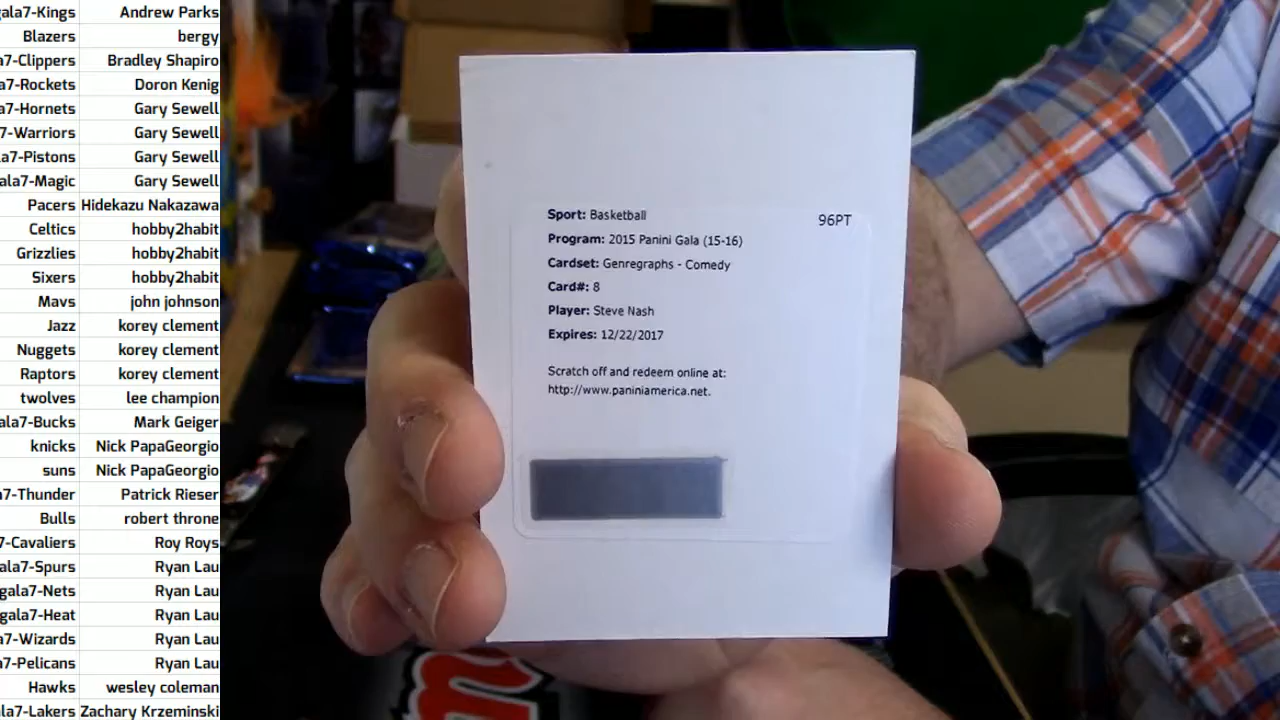 gala7-Kings Andrew Parks
Blazers bergy
a7-Clippers Bradley Shapiro
la7-Rockets Doron Kenig
la7-Hornets Gary Sewell
7-Warriors Gary Sewell
la7-Pistons Gary Sewell
ala7-Magic Gary Sewell
Pacers Hidekazu Nakazawa
Celtics hobby2habit
Grizzlies hobby2habit
Sixers hobby2habit
Mavs john johnson
Jazz korey clement
Nuggets korey clement
Raptors korey clement
twolves lee champion
ala7-Bucks Mark Geiger
knicks Nick PapaGeorgio
suns Nick PapaGeorgio
a7-Thunder Patrick Rieser
Bulls robert throne
7-Cavaliers Roy Roys
ala7-Spurs Ryan Lau
gala7-Nets Ryan Lau
gala7-Heat Ryan Lau
a7-Wizards Ryan Lau
a7-Pelicans Ryan Lau
Hawks wesley coleman
ala7-Lakers Zachary Krzeminski
Sport: Basketball 96PT
Program: 2015 Panini Gala (15-16)
Cardset: Genregraphs - Comedy
Card#: 8
Player: Steve Nash
Expires: 12/22/2017
Scratch off and redeem online at:
http://www.paniniamerica.net.